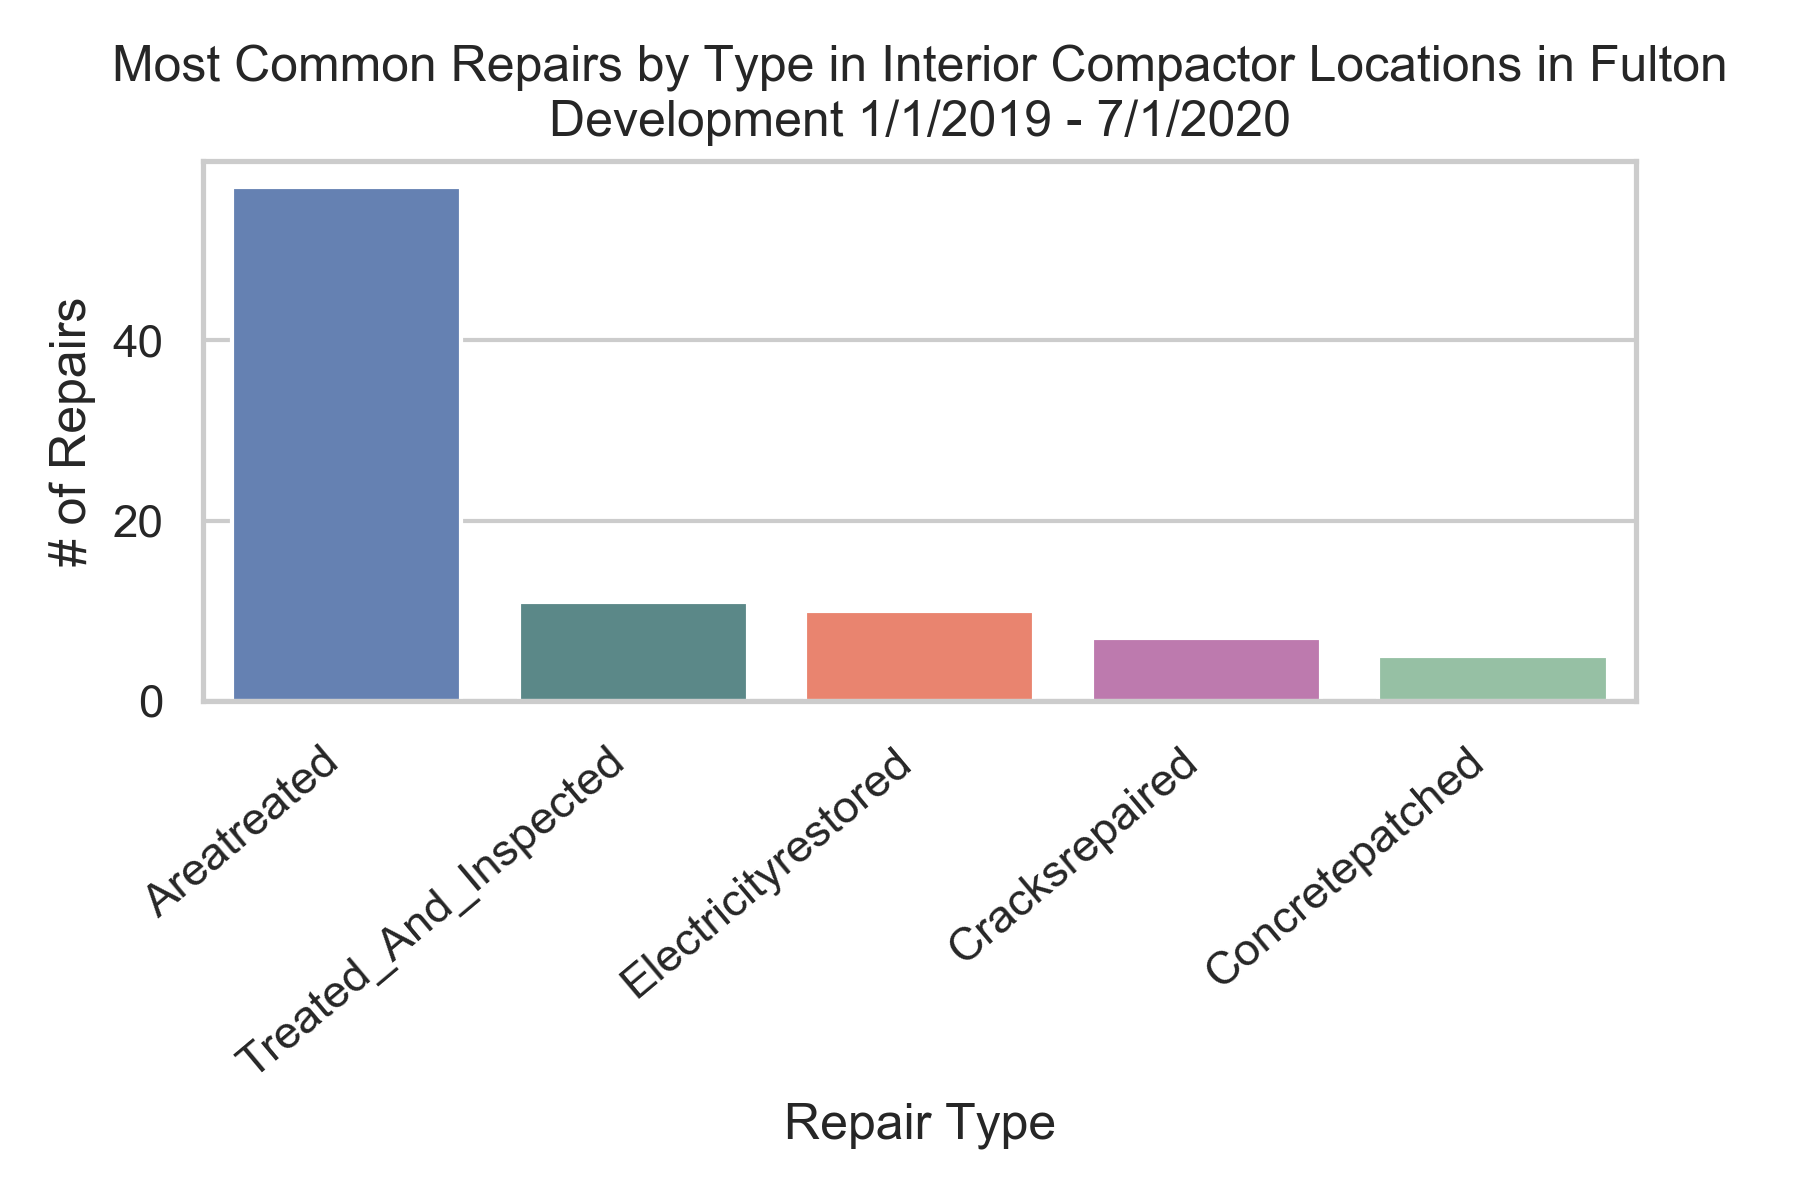 Most Common Repairs by Type in Interior Compactor Locations in Fulton
Development 1/1/2019 - 7/1/2020
# of Repairs
40
20
0
Areatreated
Treated_And_Inspected
Electricityrestored
Cracksrepaired
Concretepatched
Repair Type